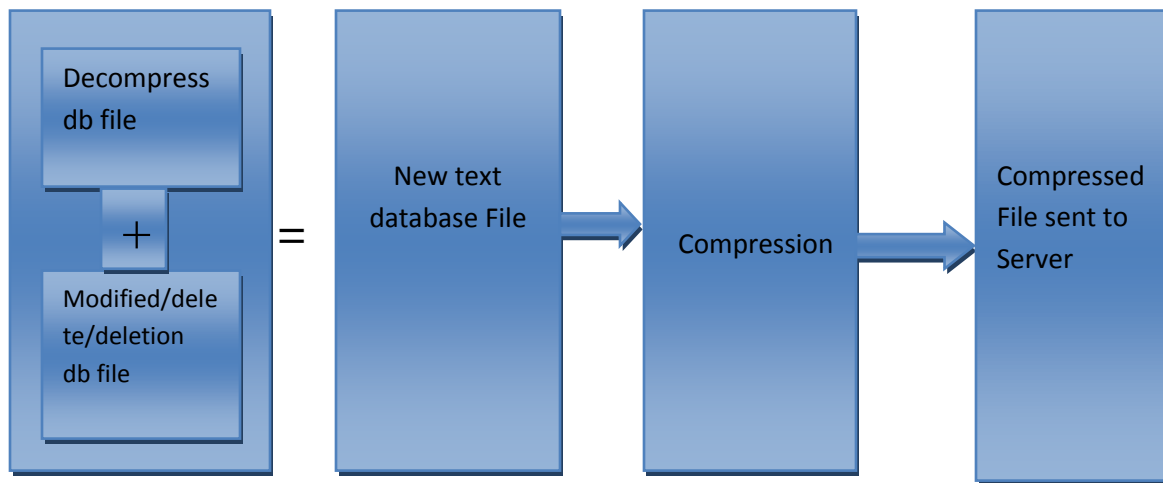 Decompress
db file
+
Modified/dele
te/deletion
db file
=
New text
database File
Compression
Compressed
File sent to
Server